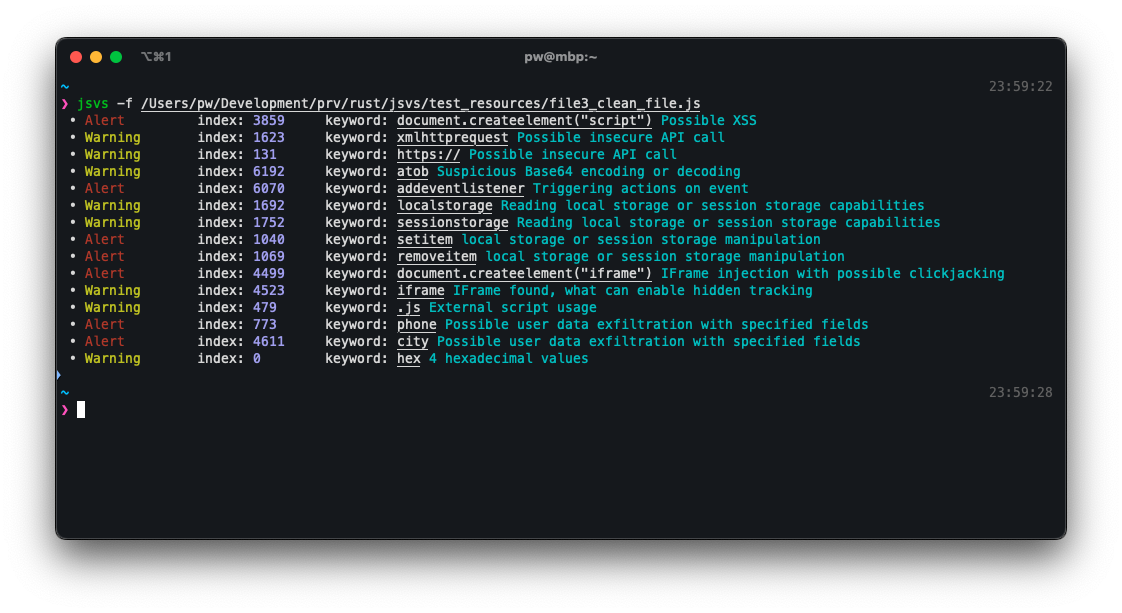 ⌥⌘1 pw@mbp:~
~ 23:59:22
❯ jsvs -f /Users/pw/Development/prv/rust/jsvs/test_resources/file3_clean_file.js
• Alert index: 3859 keyword: document.createelement("script") Possible XSS
• Warning index: 1623 keyword: xmlhttprequest Possible insecure API call
• Warning index: 131 keyword: https:// Possible insecure API call
• Warning index: 6192 keyword: atob Suspicious Base64 encoding or decoding
• Alert index: 6070 keyword: addeventlistener Triggering actions on event
• Warning index: 1692 keyword: localstorage Reading local storage or session storage capabilities
• Warning index: 1752 keyword: sessionstorage Reading local storage or session storage capabilities
• Alert index: 1040 keyword: setitem local storage or session storage manipulation
• Alert index: 1069 keyword: removeitem local storage or session storage manipulation
• Alert index: 4499 keyword: document.createelement("iframe") IFrame injection with possible clickjacking
• Warning index: 4523 keyword: iframe IFrame found, what can enable hidden tracking
• Warning index: 479 keyword: .js External script usage
• Alert index: 773 keyword: phone Possible user data exfiltration with specified fields
• Alert index: 4611 keyword: city Possible user data exfiltration with specified fields
• Warning index: 0 keyword: hex 4 hexadecimal values
~ 23:59:28
❯